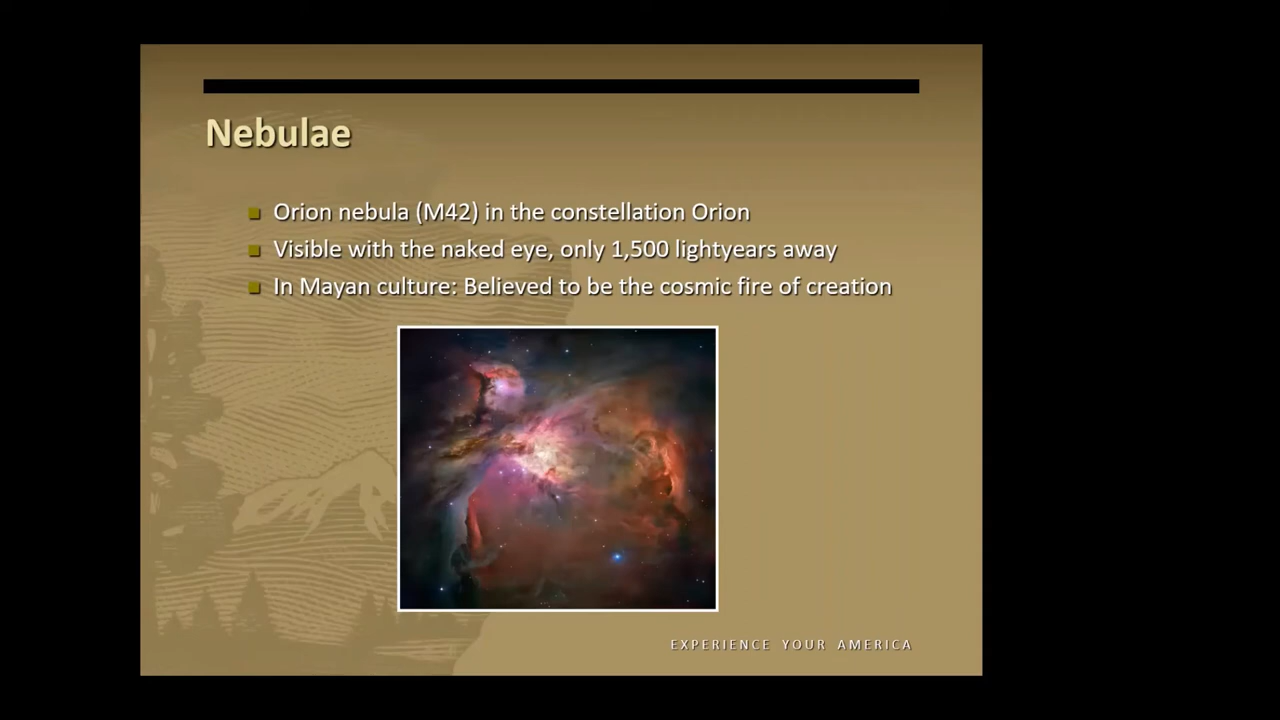 Nebulae
Orion nebula (M42) in the constellation Orion
Visible with the naked eye, only 1,500 lightyears away
In Mayan culture: Believed to be the cosmic fire of creation
EXPERIENCE YOUR AMERICA